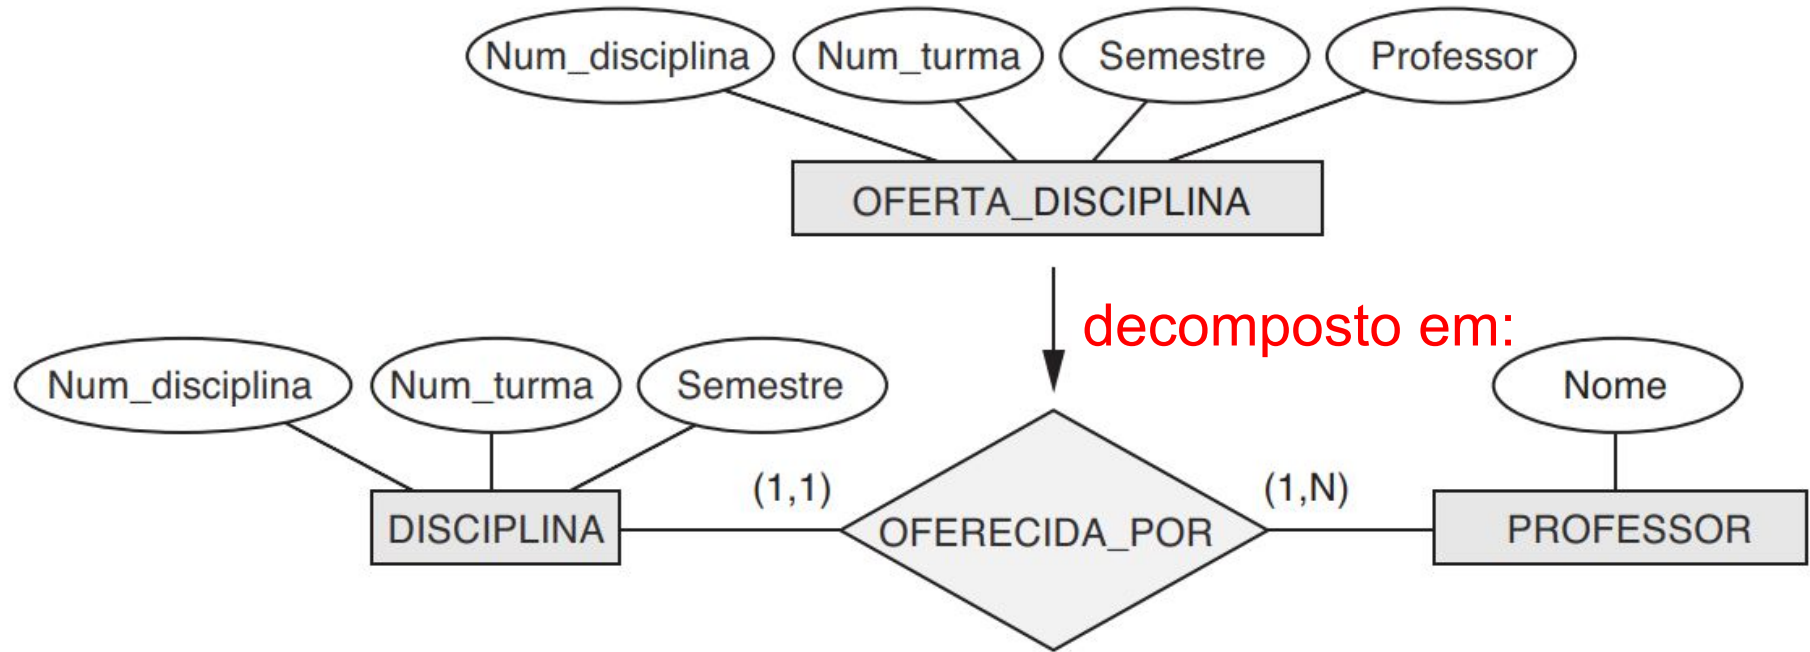 Num_disciplina
Num_turma
Semestre
Professor
OFERTA_DISCIPLINA
decomposto em:
Num_disciplina
Num_turma
Semestre
Nome
(1,1)
(1,N)
DISCIPLINA
OFERECIDA_POR
PROFESSOR